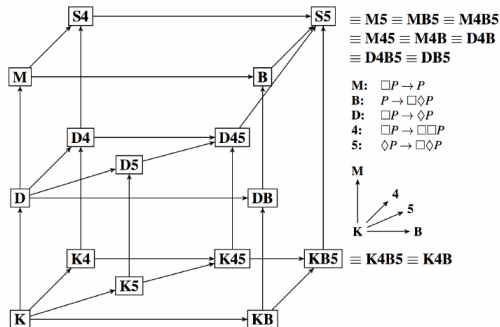 S4 S5 ≡ M5 ≡ MB5 ≡ M4B5
≡ M45 ≡ M4B ≡ D4B
≡ D4B5 ≡ DB5
M B
M: □P → P
B: P → □◊P
D: □P → ◊P
4: □P → □□P
5: ◊P → □◊P
D4 D45
D5
M
4
5
K B
D DB
K4 K45 KB5 ≡ K4B5 ≡ K4B
K5
K KB